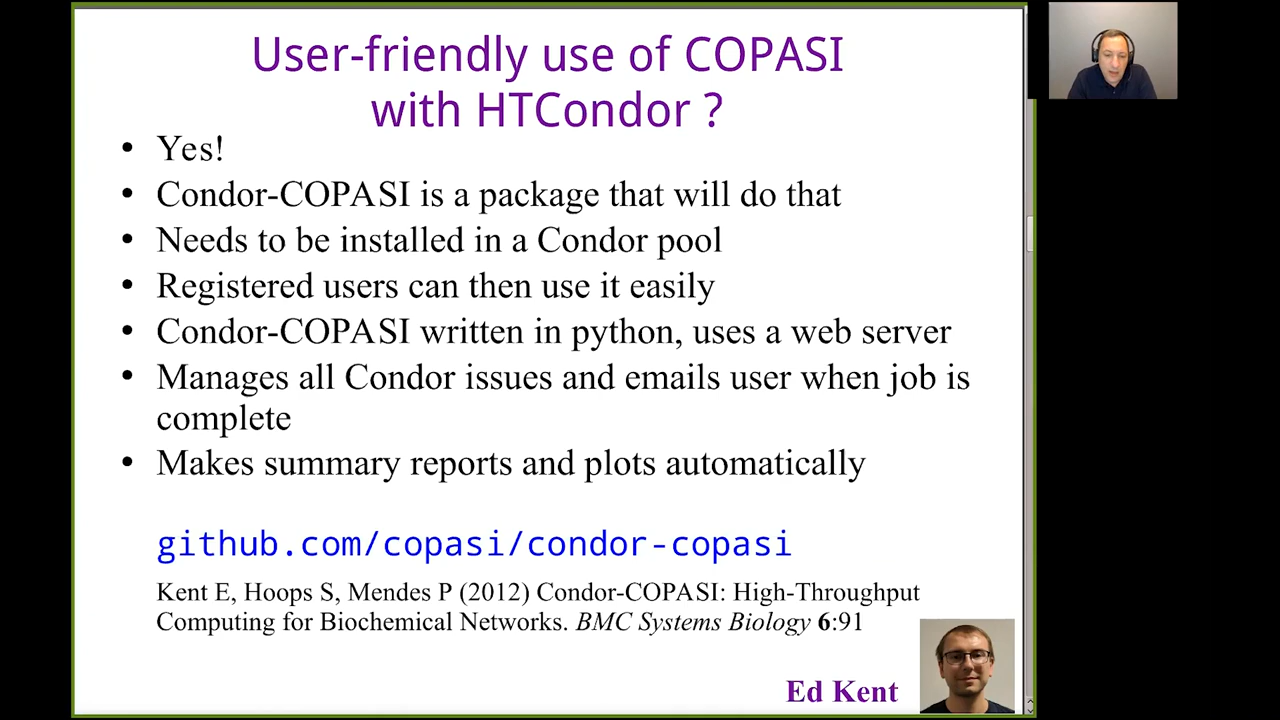 User-friendly use of COPASI
with HTCondor ?
• Yes!
• Condor-COPASI is a package that will do that
• Needs to be installed in a Condor pool
• Registered users can then use it easily
• Condor-COPASI written in python, uses a web server
• Manages all Condor issues and emails user when job is
complete
• Makes summary reports and plots automatically
github.com/copasi/condor-copasi
Kent E, Hoops S, Mendes P (2012) Condor-COPASI: High-Throughput
Computing for Biochemical Networks. BMC Systems Biology 6:91
Ed Kent